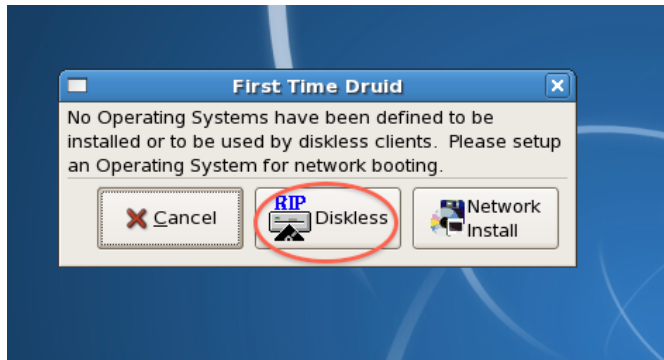 First Time Druid
No Operating Systems have been defined to be
installed or to be used by diskless clients.  Please setup
an Operating System for network booting.
Cancel
RIP
Diskless
Network
Install